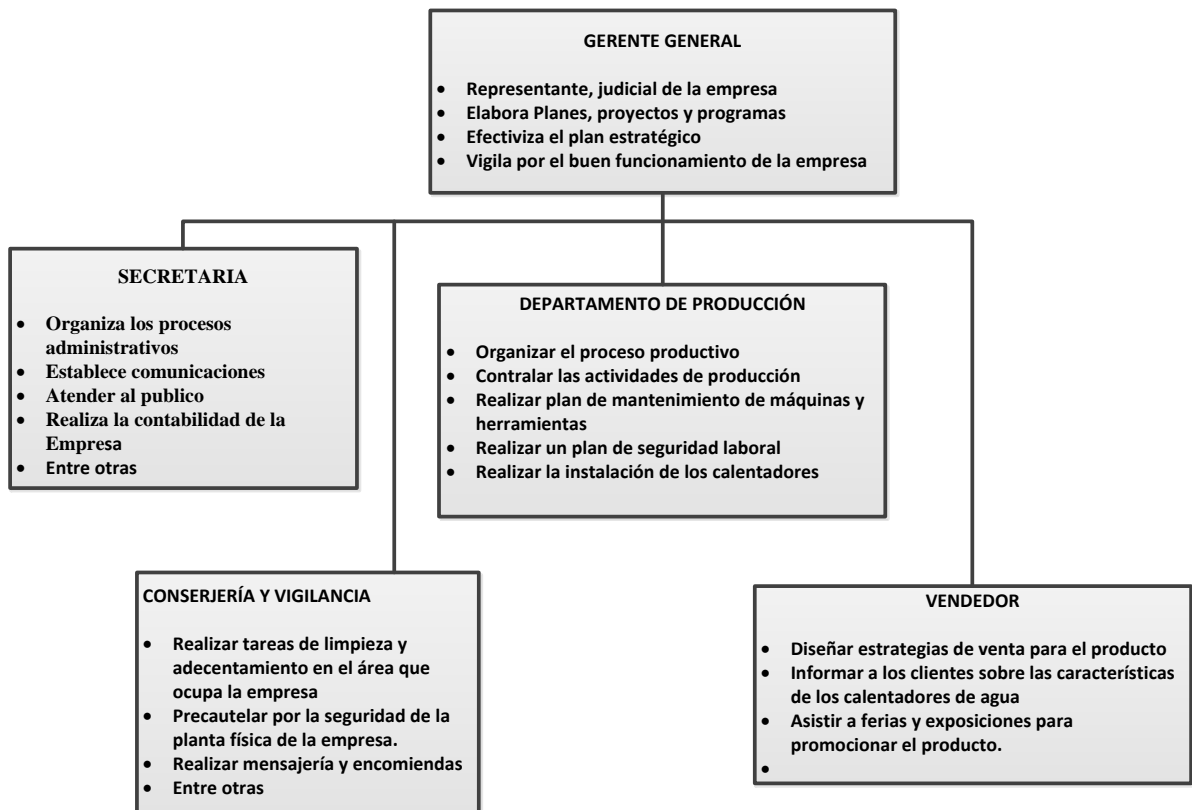 GERENTE GENERAL
• Representante, judicial de la empresa
• Elabora Planes, proyectos y programas
• Efectiviza el plan estratégico
• Vigila por el buen funcionamiento de la empresa
SECRETARIA
• Organiza los procesos
administrativos
• Establece comunicaciones
• Atender al publico
• Realiza la contabilidad de la
Empresa
• Entre otras
DEPARTAMENTO DE PRODUCCIÓN
• Organizar el proceso productivo
• Contralar las actividades de producción
• Realizar plan de mantenimiento de máquinas y
herramientas
• Realizar un plan de seguridad laboral
• Realizar la instalación de los calentadores
CONSERJERÍA Y VIGILANCIA
• Realizar tareas de limpieza y
adecentamiento en el área que
ocupa la empresa
• Precautelar por la seguridad de la
planta física de la empresa.
• Realizar mensajería y encomiendas
• Entre otras
VENDEDOR
• Diseñar estrategias de venta para el producto
• Informar a los clientes sobre las características
de los calentadores de agua
• Asistir a ferias y exposiciones para
promocionar el producto.
•